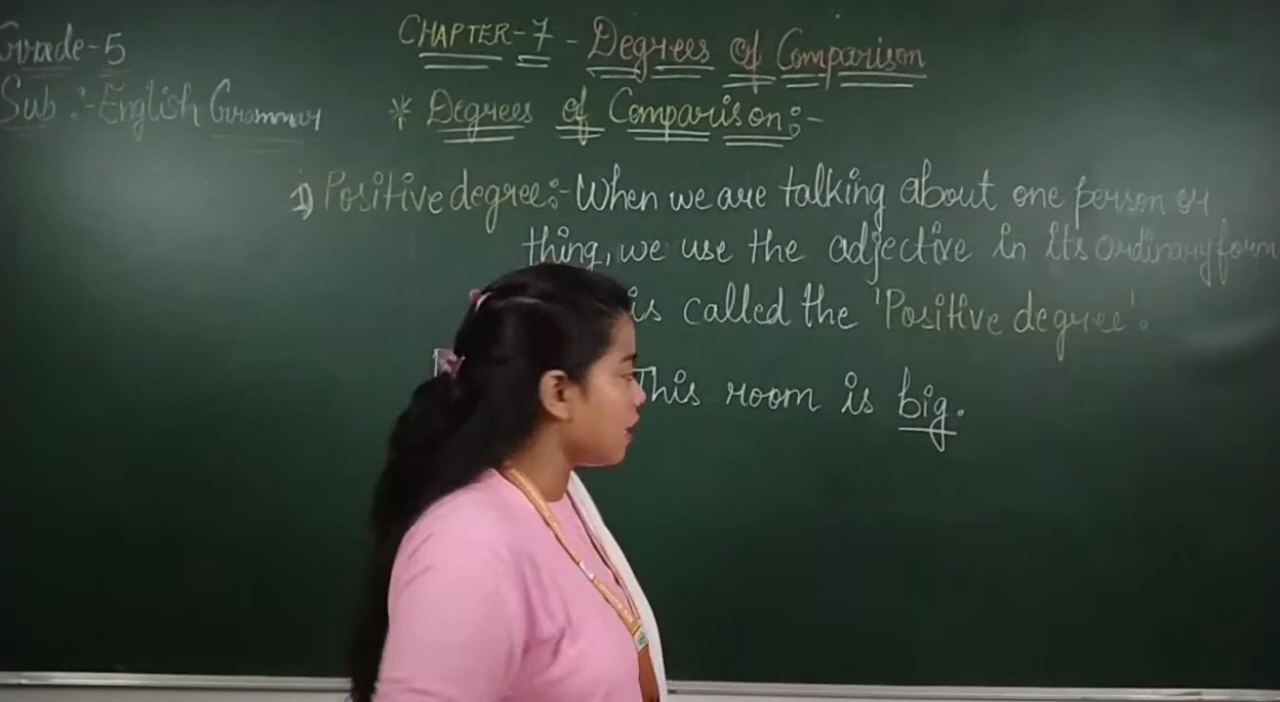 Grade-5
Sub :- English Grammar
CHAPTER-7 - Degrees of Comparison
* Degrees of Comparison:-
1) Positive degree:- When we are talking about one person or
thing, we use the adjective in its ordinary form
is called the 'Positive degree'.
This room is big.